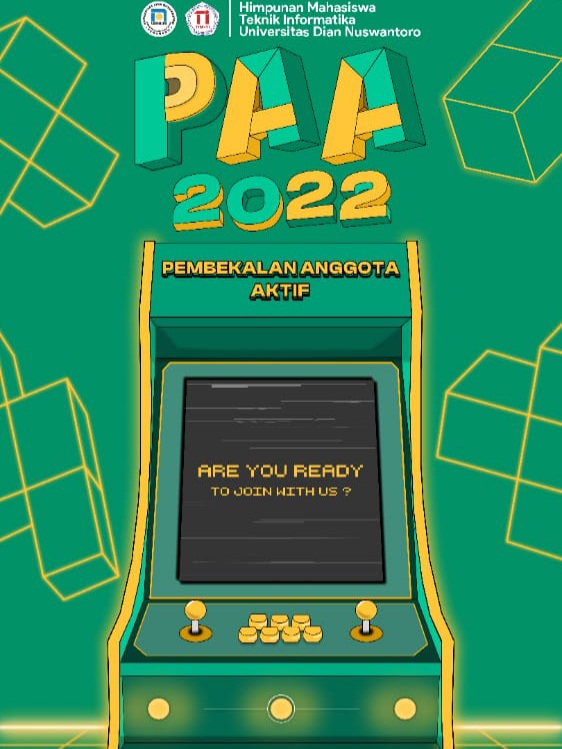 Himpunan Mahasiswa
Teknik Informatika
Universitas Dian Nuswantoro
PAA
2022
PEMBEKALAN ANGGOTA
AKTIF
ARE YOU READY
TO JOIN WITH US ?